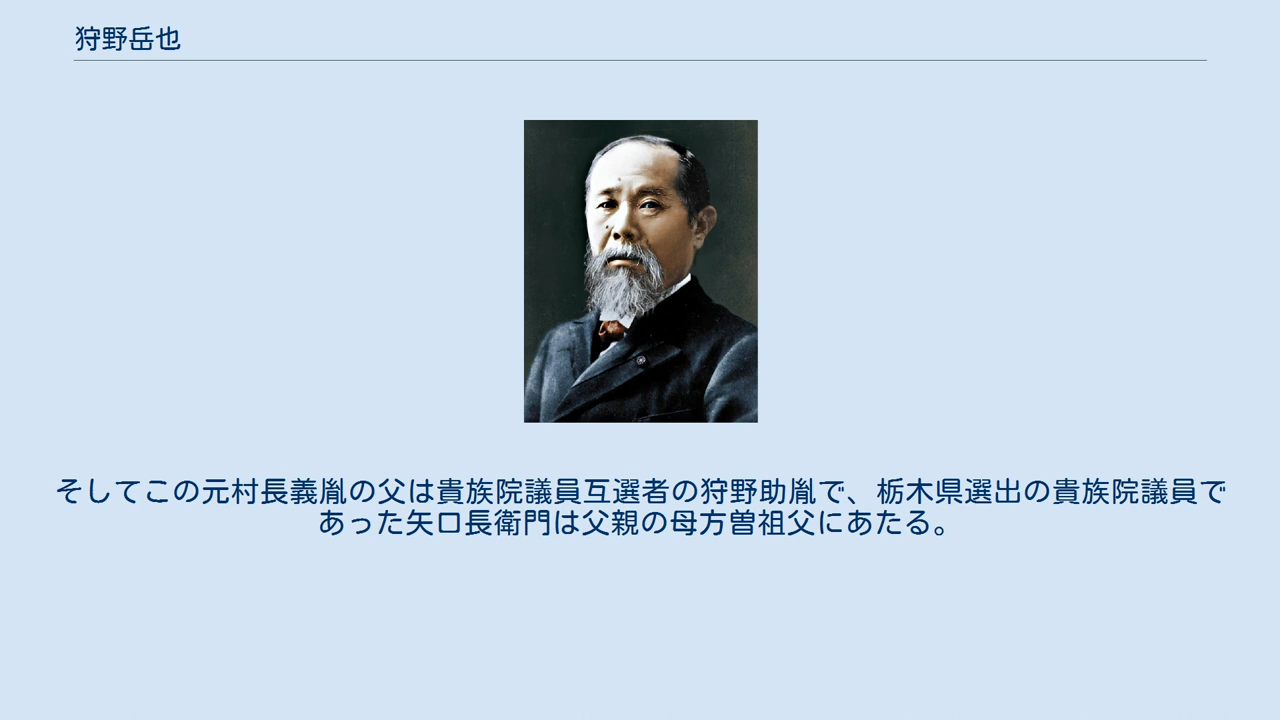 狩野岳也
そしてこの元村長義胤の父は貴族院議員互選者の狩野助胤で、栃木県選出の貴族院議員で
あった矢口長衛門は父親の母方曽祖父にあたる。